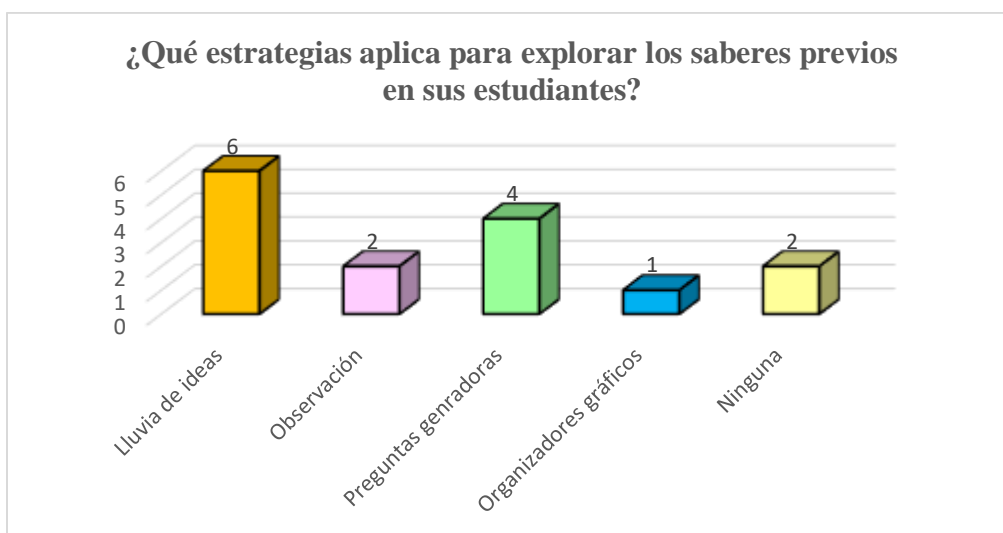 ¿Qué estrategias aplica para explorar los saberes previos
en sus estudiantes?
6
2
4
1
2
6
5
4
3
2
1
0
Lluvia de ideas
Observación
Preguntas genradoras
Organizadores gráficos
Ninguna